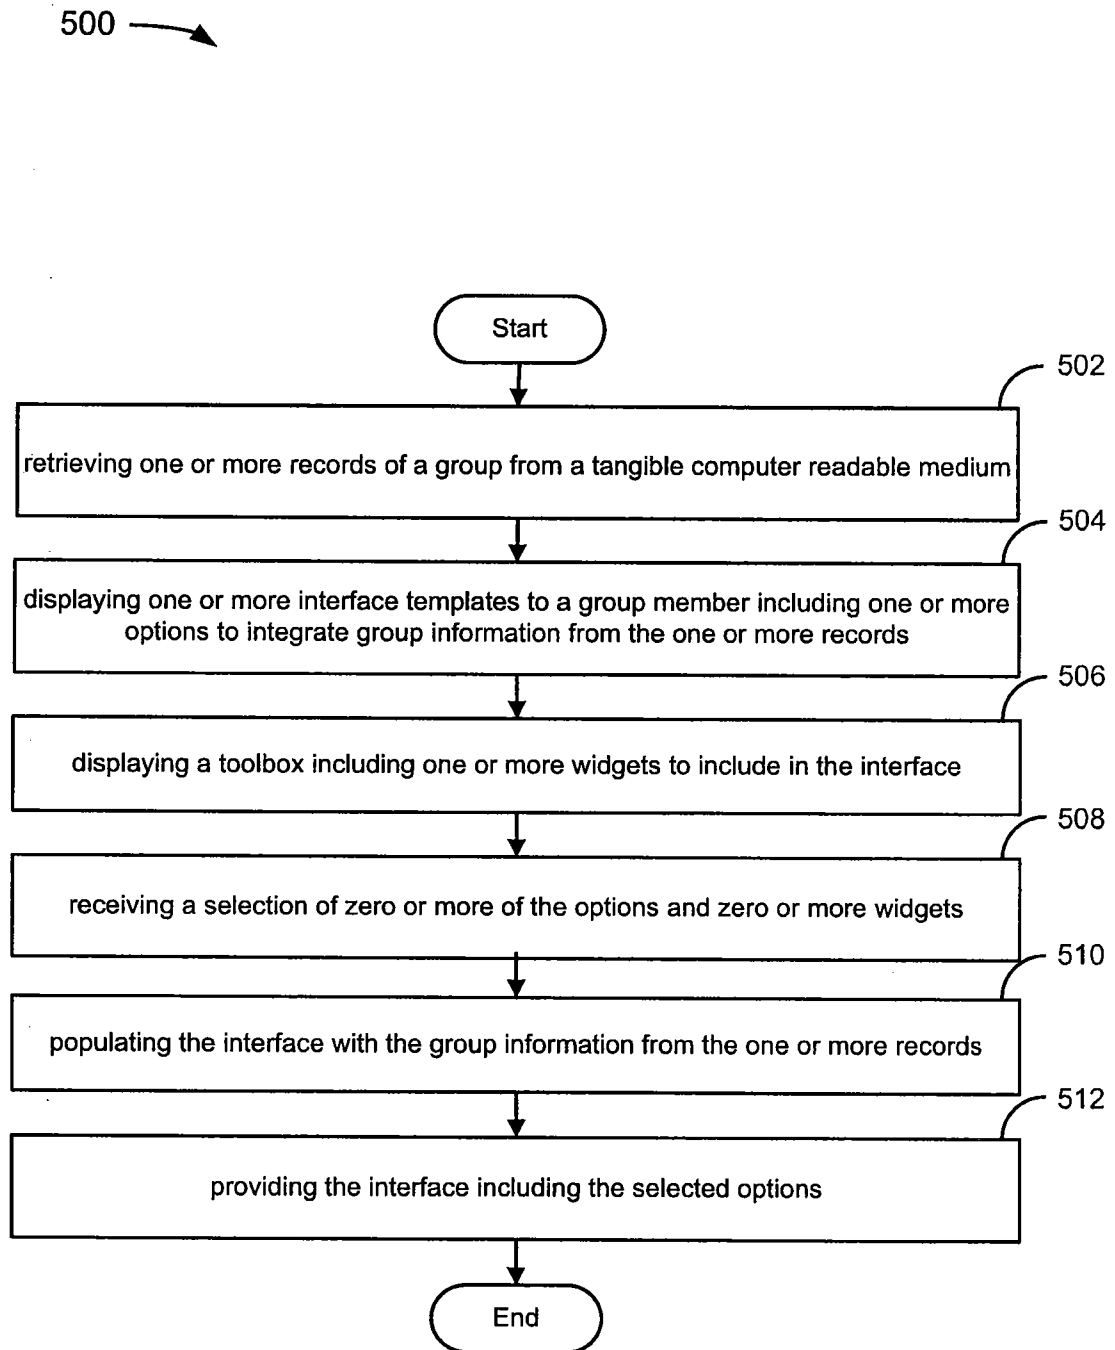 500
Start
502
retrieving one or more records of a group from a tangible computer readable medium
504
displaying one or more interface templates to a group member including one or more
options to integrate group information from the one or more records
506
displaying a toolbox including one or more widgets to include in the interface
508
receiving a selection of zero or more of the options and zero or more widgets
510
populating the interface with the group information from the one or more records
512
providing the interface including the selected options
End